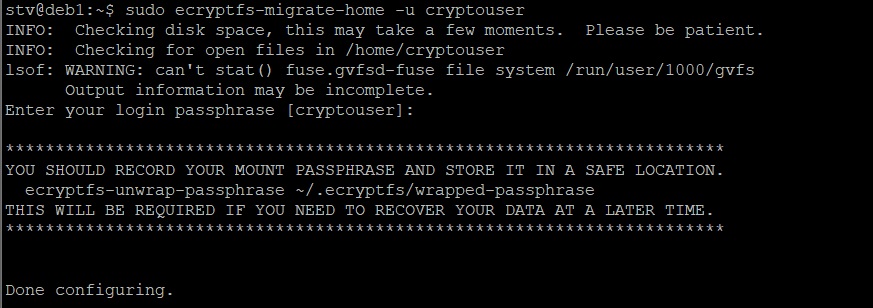 stv@deb1:~$ sudo ecryptfs-migrate-home -u cryptouser
INFO:  Checking disk space, this may take a few moments.  Please be patient.
INFO:  Checking for open files in /home/cryptouser
lsof: WARNING: can't stat() fuse.gvfsd-fuse file system /run/user/1000/gvfs
      Output information may be incomplete.
Enter your login passphrase [cryptouser]:
************************************************************************
YOU SHOULD RECORD YOUR MOUNT PASSPHRASE AND STORE IT IN A SAFE LOCATION.
  ecryptfs-unwrap-passphrase ~/.ecryptfs/wrapped-passphrase
THIS WILL BE REQUIRED IF YOU NEED TO RECOVER YOUR DATA AT A LATER TIME.
************************************************************************
Done configuring.